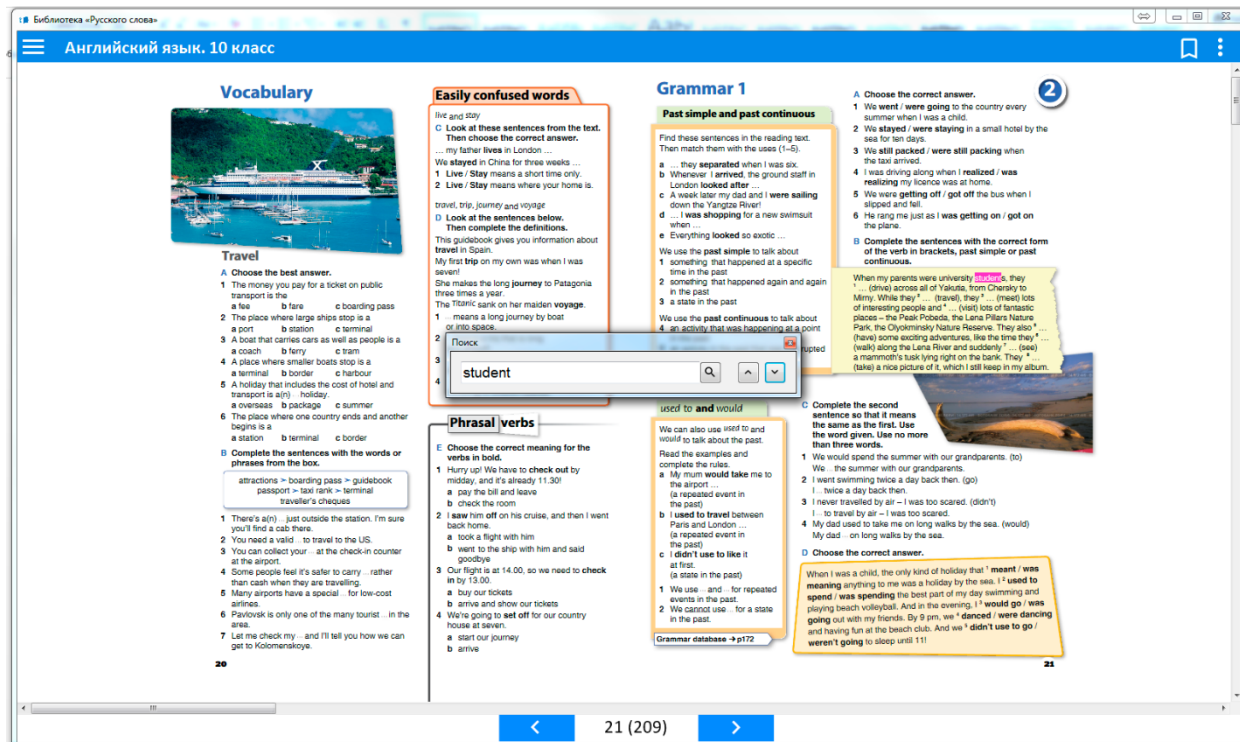 Библиотека «Русского слова»
Английский язык. 10 класс
Vocabulary
Travel
A Choose the best answer.
1 The money you pay for a ticket on public
transport is the
a fee b fare c boarding pass
2 The place where large ships stop is a
a port b station c terminal
3 A boat that carries cars as well as people is a
a coach b ferry c tram
4 A place where smaller boats stop is a
a terminal b border c harbour
5 A holiday that includes the cost of hotel and
transport is a(n) holiday.
a overseas b package c summer
6 The place where one country ends and another
begins is a
a station b terminal c border
B Complete the sentences with the words or
phrases from the box.
attractions ➢ boarding pass ➢ guidebook
passport ➢ taxi rank ➢ terminal
traveller's cheques
1 There's a(n) ... just outside the station. I'm sure
you'll find a cab there.
2 You need a valid ... to travel to the US.
3 You can collect your ... at the check-in counter
at the airport.
4 Some people feel it's safer to carry ... rather
than cash when they are travelling.
5 Many airports have a special ... for low-cost
airlines.
6 Pavlovsk is only one of the many tourist ... in the
area.
7 Let me check my ... and I'll tell you how we can
get to Kolomenskoye.
20
Easily confused words
live and stay
C Look at these sentences from the text.
Then choose the correct answer.
... my father lives in London ...
We stayed in China for three weeks ...
1 Live / Stay means a short time only.
2 Live / Stay means where your home is.
travel, trip, journey and voyage
D Look at the sentences below.
Then complete the definitions.
This guidebook gives you information about
travel in Spain.
My first trip on my own was when I was
seven!
She makes the long journey to Patagonia
three times a year.
The Titanic sank on her maiden voyage.
1 ... means a long journey by boat
or into space.
2
3
4
Поиск
student
Phrasal verbs
E Choose the correct meaning for the
verbs in bold.
1 Hurry up! We have to check out by
midday, and it's already 11.30!
a pay the bill and leave
b check the room
2 I saw him off on his cruise, and then I went
back home.
a took a flight with him
b went to the ship with him and said
goodbye
3 Our flight is at 14.00, so we need to check
in by 13.00.
a buy our tickets
b arrive and show our tickets
4 We're going to set off for our country
house at seven.
a start our journey
b arrive
Grammar 1
Past simple and past continuous
Find these sentences in the reading text.
Then match them with the uses (1–5).
a ... they separated when I was six.
b Whenever I arrived, the ground staff in
London looked after ...
c A week later my dad and I were sailing
down the Yangtze River!
d ... I was shopping for a new swimsuit
when ...
e Everything looked so exotic ...
We use the past simple to talk about
1 something that happened at a specific
time in the past
2 something that happened again and again
in the past
3 a state in the past
We use the past continuous to talk about
4 an activity that was happening at a point
used to and would
We can also use used to and
would to talk about the past.
Read the examples and
complete the rules.
a My mum would take me to
the airport ...
(a repeated event in
the past)
b I used to travel between
Paris and London ...
(a repeated event in
the past)
c I didn't use to like it
at first.
(a state in the past)
1 We use ... and ... for repeated
events in the past.
2 We cannot use ... for a state
in the past.
Grammar database ➔ p172
2
A Choose the correct answer.
1 We went / were going to the country every
summer when I was a child.
2 We stayed / were staying in a small hotel by the
sea for ten days.
3 We still packed / were still packing when
the taxi arrived.
4 I was driving along when I realized / was
realizing my licence was at home.
5 We were getting off / got off the bus when I
slipped and fell.
6 He rang me just as I was getting on / got on
the plane.
B Complete the sentences with the correct form
of the verb in brackets, past simple or past
continuous.
When my parents were university students, they
1 ... (drive) across all of Yakutia, from Chersky to
Mirny. While they 2 ... (travel), they 3 ... (meet) lots
of interesting people and 4 ... (visit) lots of fantastic
places – the Peak Pobeda, the Lena Pillars Nature
Park, the Olyokminsky Nature Reserve. They also 5 ...
(have) some exciting adventures, like the time they 6 ...
(walk) along the Lena River and suddenly 7 ... (see)
a mammoth's tusk lying right on the bank. They 8 ...
(take) a nice picture of it, which I still keep in my album.
C Complete the second
sentence so that it means
the same as the first. Use
the word given. Use no more
than three words.
1 We would spend the summer with our grandparents. (to)
We ... the summer with our grandparents.
2 I went swimming twice a day back then. (go)
I ... twice a day back then.
3 I never travelled by air – I was too scared. (didn't)
I ... to travel by air – I was too scared.
4 My dad used to take me on long walks by the sea. (would)
My dad ... on long walks by the sea.
D Choose the correct answer.
When I was a child, the only kind of holiday that 1 meant / was
meaning anything to me was a holiday by the sea. I 2 used to
spend / was spending the best part of my day swimming and
playing beach volleyball. And in the evening, I 3 would go / was
going out with my friends. By 9 pm, we 4 danced / were dancing
and having fun at the beach club. And we 5 didn't use to go /
weren't going to sleep until 11!
21
21 (209)